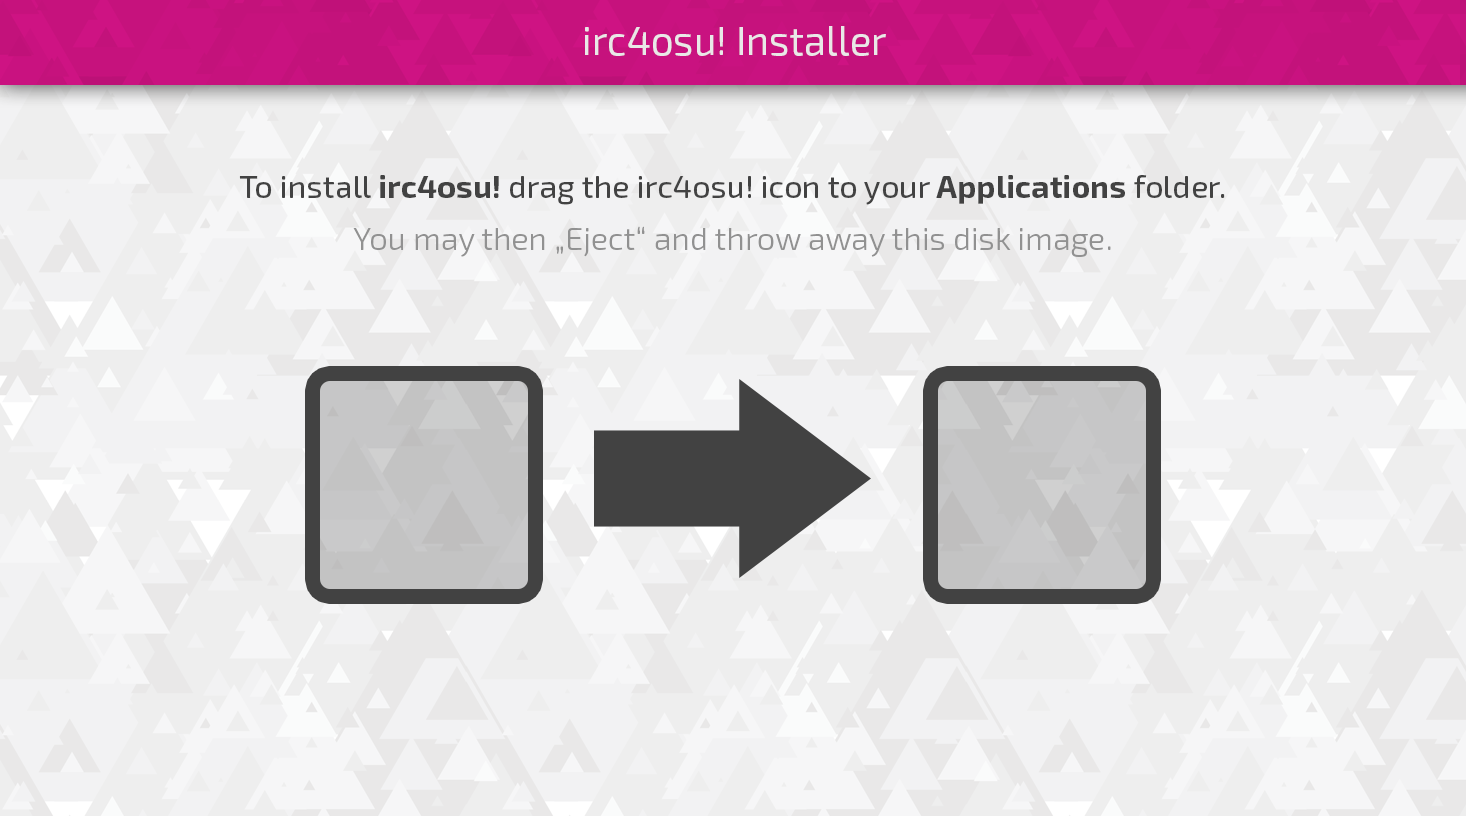 irc4osu! Installer
To install irc4osu! drag the irc4osu! icon to your Applications folder.
You may then „Eject“ and throw away this disk image.